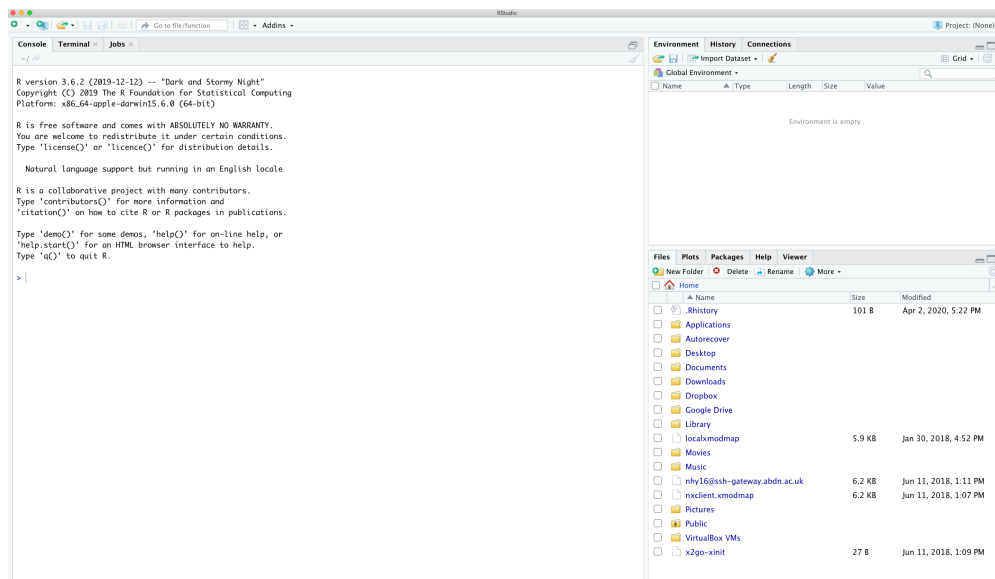 RStudio
Go to file/function
Addins
Project: (None)
Console Terminal Jobs
~/
R version 3.6.2 (2019-12-12) -- "Dark and Stormy Night"
Copyright (C) 2019 The R Foundation for Statistical Computing
Platform: x86_64-apple-darwin15.6.0 (64-bit)
R is free software and comes with ABSOLUTELY NO WARRANTY.
You are welcome to redistribute it under certain conditions.
Type 'license()' or 'licence()' for distribution details.
Natural language support but running in an English locale
R is a collaborative project with many contributors.
Type 'contributors()' for more information and
'citation()' on how to cite R or R packages in publications.
Type 'demo()' for some demos, 'help()' for on-line help, or
'help.start()' for an HTML browser interface to help.
Type 'q()' to quit R.
>
Environment History Connections
Import Dataset
Grid
Global Environment
Name Type Length Size Value
Environment is empty
Files Plots Packages Help Viewer
New Folder Delete Rename More
Home
Name Size Modified
.Rhistory 101 B Apr 2, 2020, 5:22 PM
Applications
Autorecover
Desktop
Documents
Downloads
Dropbox
Google Drive
Library
localxmodmap 5.9 KB Jan 30, 2018, 4:52 PM
Movies
Music
nhy16@ssh-gateway.abdn.ac.uk 6.2 KB Jun 11, 2018, 1:11 PM
nxclient.xmodmap 6.2 KB Jun 11, 2018, 1:07 PM
Pictures
Public
VirtualBox VMs
x2go-xinit 27 B Jun 11, 2018, 1:09 PM